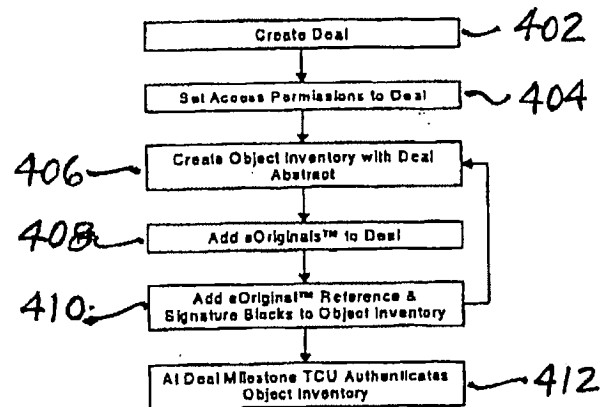 Create Deal
402
Set Access Permissions to Deal
404
406
Create Object Inventory with Deal
Abstract
408
Add eOriginals™ to Deal
410
Add eOriginal™ Reference &
Signature Blocks to Object Inventory
At Deal Milestone TCU Authenticates
Object Inventory
412